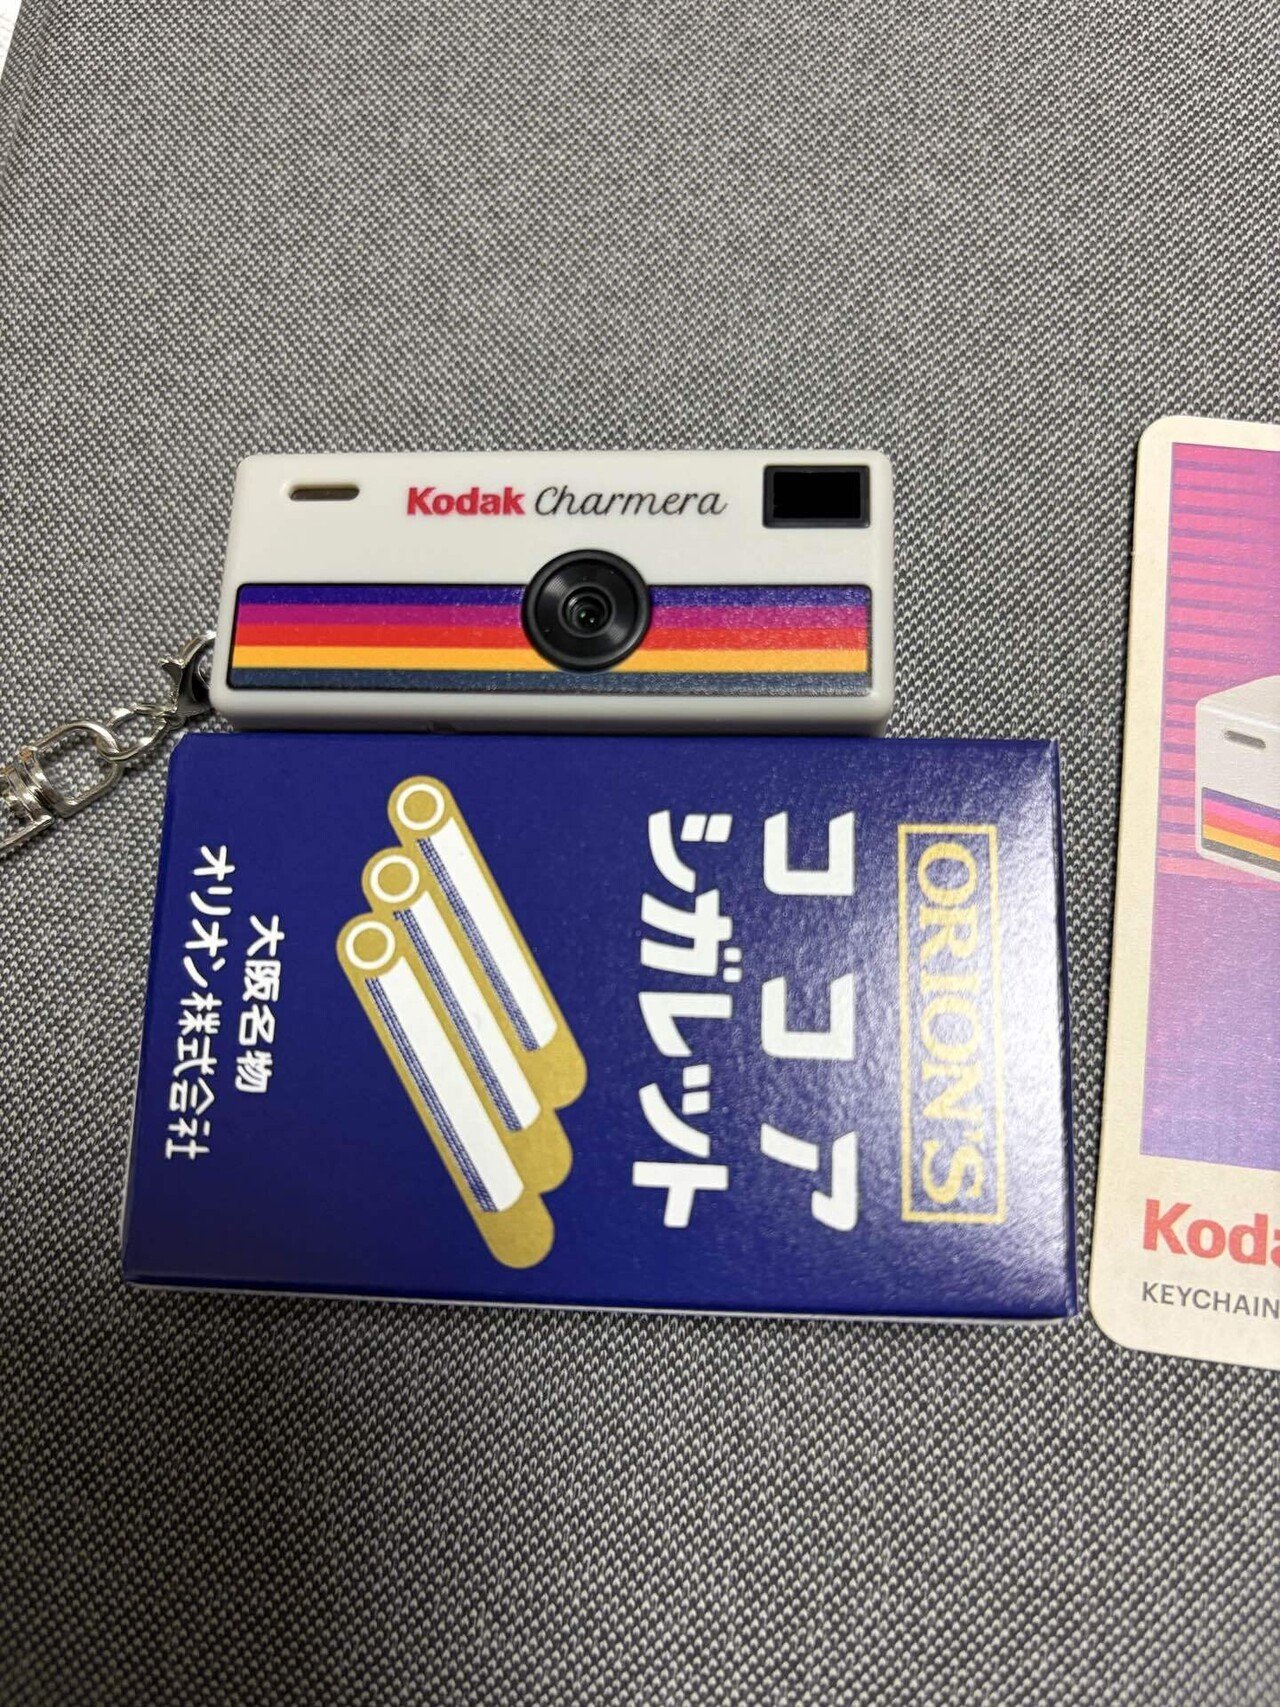 Kodak Charmera
ORION'S
ココア
シガレット
大阪名物
オリオン株式会社
KEYCHAIN